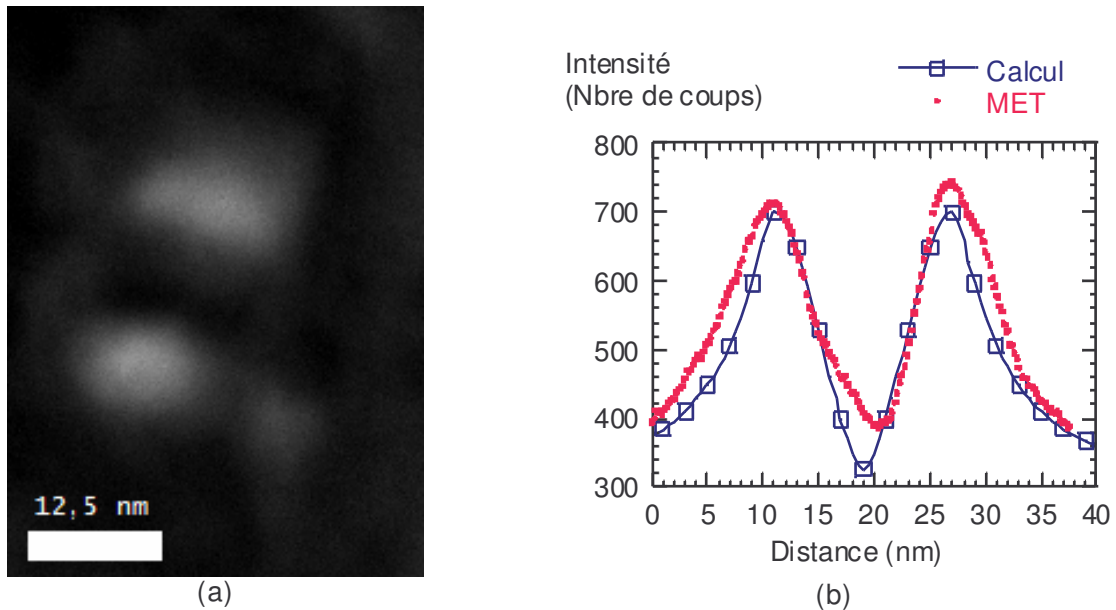 12,5 nm
(a)
Intensité
(Nbre de coups)
Calcul
MET
800
700
600
500
400
300
0 5 10 15 20 25 30 35 40
Distance (nm)
(b)